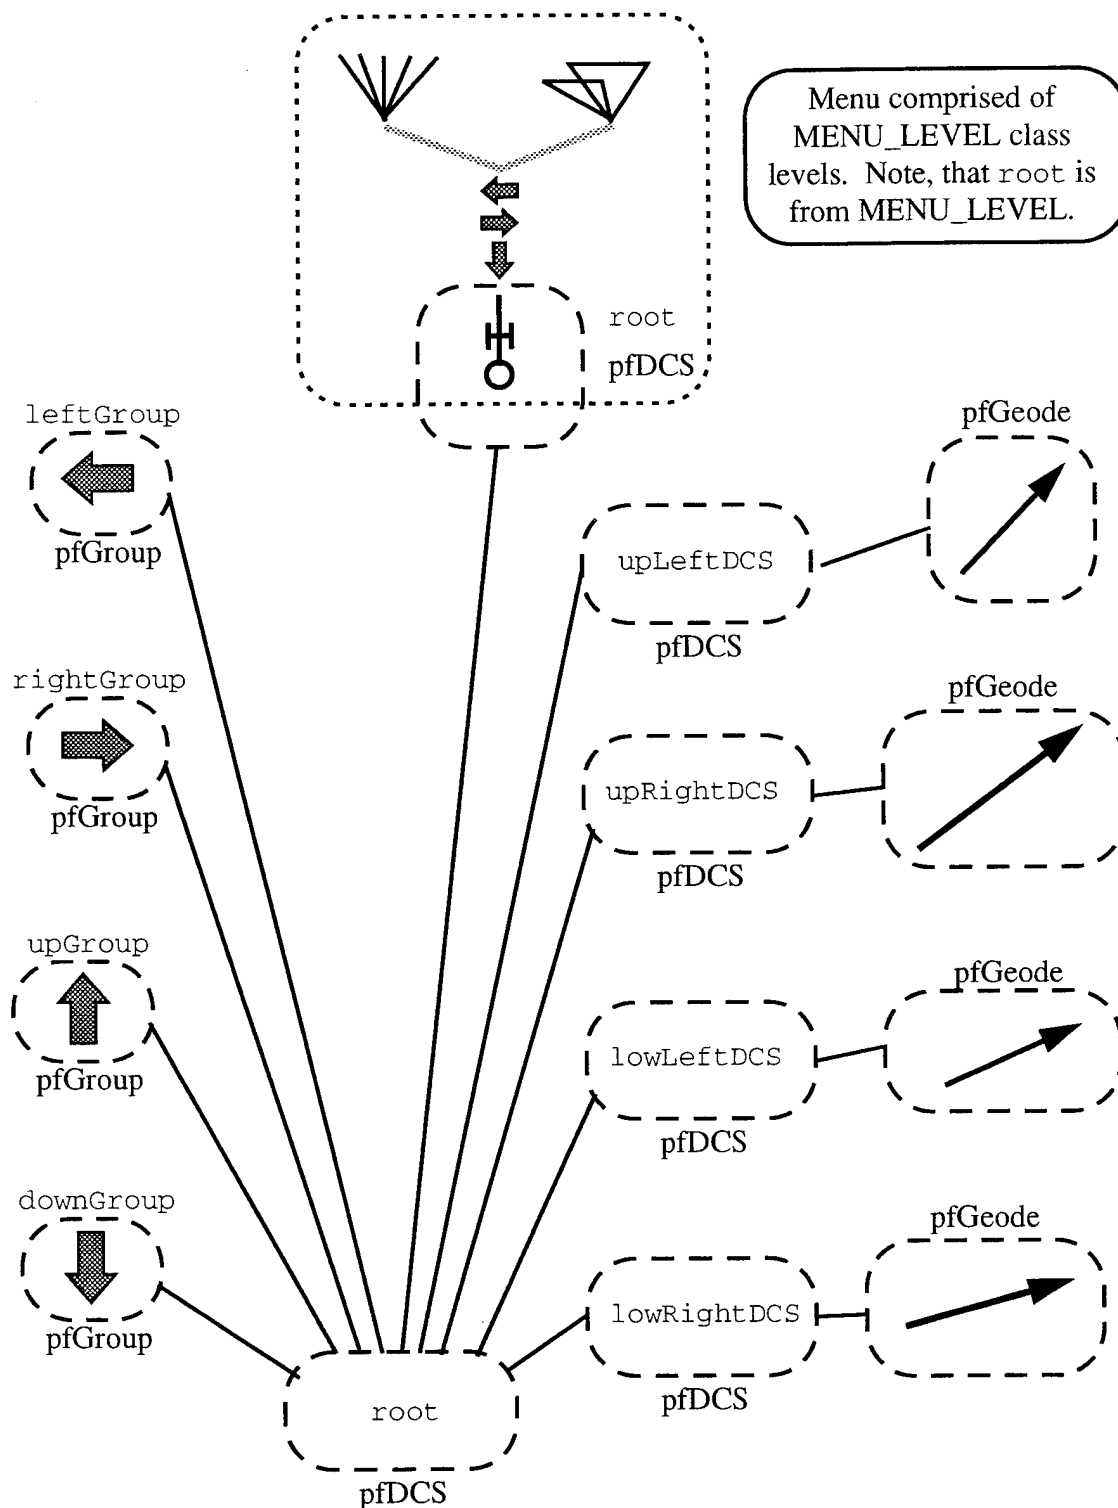 Menu comprised of
MENU_LEVEL class
levels. Note, that root is
from MENU_LEVEL.
root
pfDCS
leftGroup
pfGroup
pfGeode
upLeftDCS
pfDCS
rightGroup
pfGroup
pfGeode
upRightDCS
pfDCS
upGroup
pfGroup
pfGeode
lowLeftDCS
pfDCS
downGroup
pfGroup
pfGeode
lowRightDCS
pfDCS
root
pfDCS